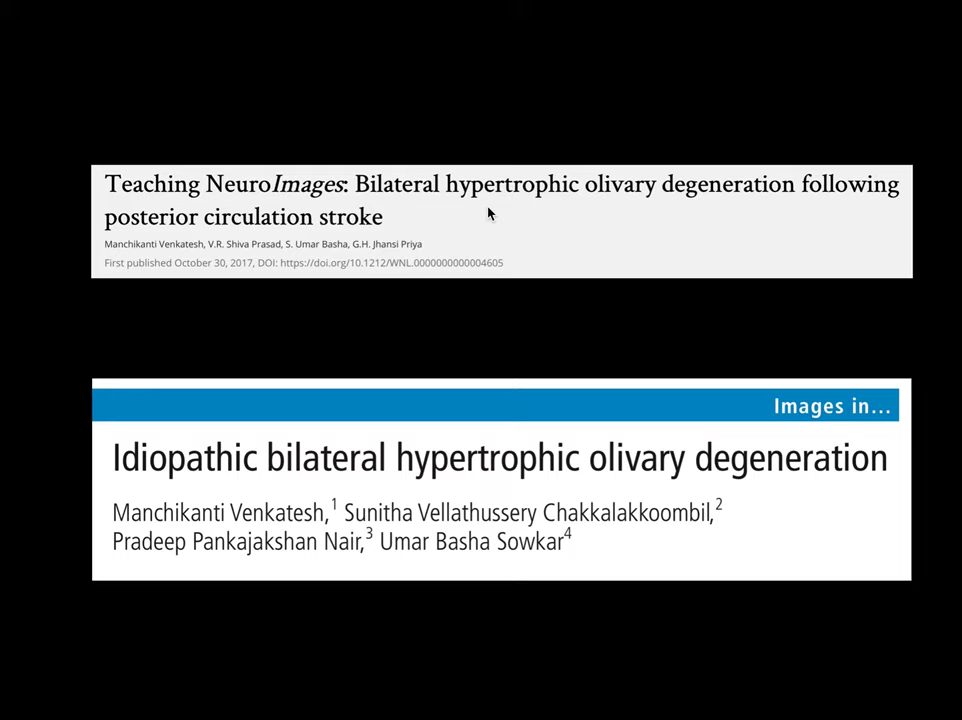 Teaching NeuroImages: Bilateral hypertrophic olivary degeneration following
posterior circulation stroke
Manchikanti Venkatesh, V.R. Shiva Prasad, S. Umar Basha, G.H. Jhansi Priya
First published October 30, 2017, DOI: https://doi.org/10.1212/WNL.0000000000004605
Images in...
Idiopathic bilateral hypertrophic olivary degeneration
Manchikanti Venkatesh,1 Sunitha Vellathussery Chakkalakkoombil,2
Pradeep Pankajakshan Nair,3 Umar Basha Sowkar4